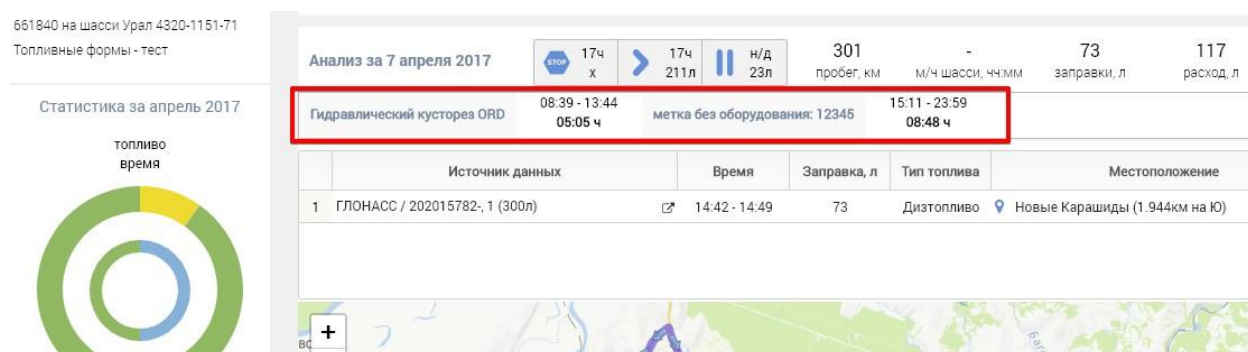 661840 на шасси Урал 4320-1151-71
Топливные формы - тест
Статистика за апрель 2017
топливо
время
Анализ за 7 апреля 2017
STOP 17ч 17ч н/д 301 - 73 117
х 211л 23л пробег, км м/ч шасси, чч:мм заправки, л расход, л
Гидравлический кусторез ORD 08:39 - 13:44 метка без оборудования: 12345 15:11 - 23:59
05:05 ч 08:48 ч
Источник данных Время Заправка, л Тип топлива Местоположение
1 ГЛОНАСС / 202015782-, 1 (300л) 14:42 - 14:49 73 Дизтопливо Новые Карашиды (1.944км на Ю)
+